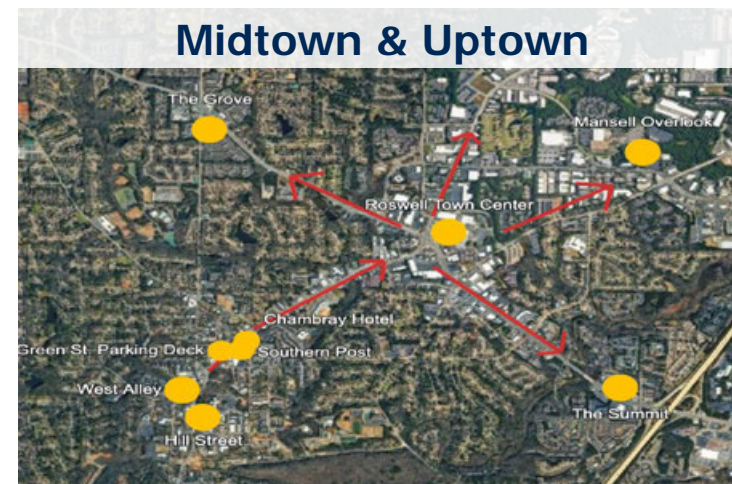 Midtown & Uptown
The Grove
Mansell Overlook
Roswell Town Center
Chambray Hotel
Green St. Parking Deck
Southern Post
West Alley
Hill Street
The Summit